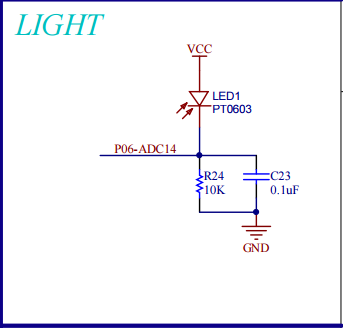 LIGHT
VCC
LED1
PT0603
P06-ADC14
R24
10K
C23
0.1uF
GND